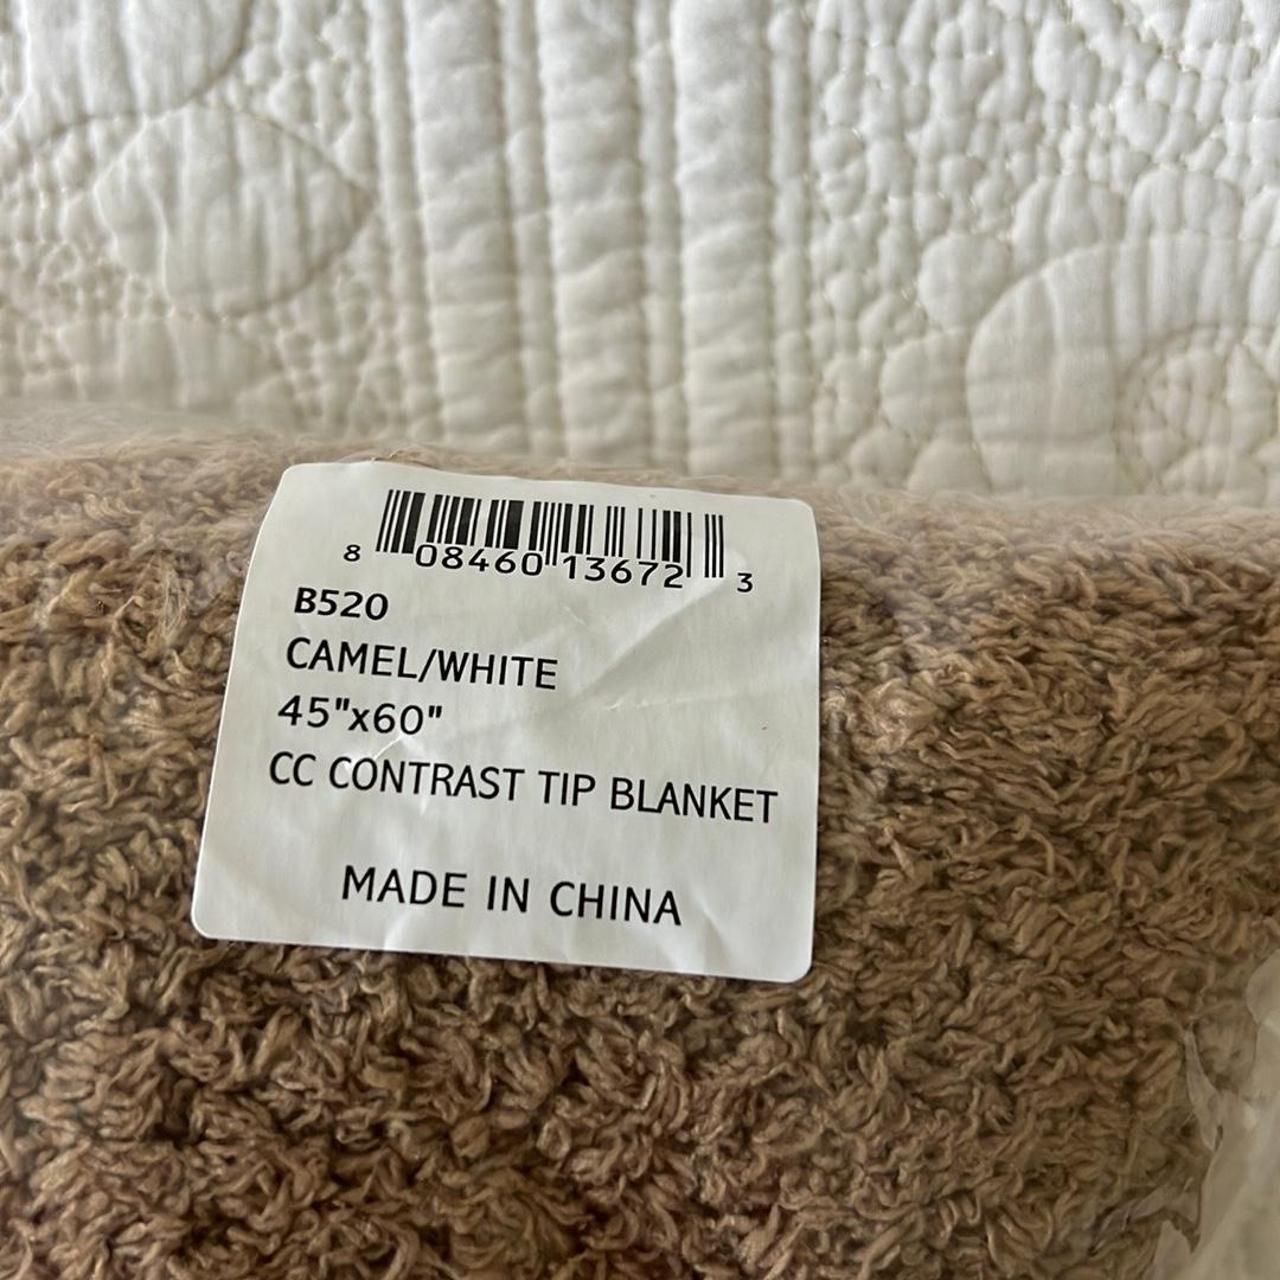 8 08460 13672 3
B520
CAMEL/WHITE
45"x60"
CC CONTRAST TIP BLANKET
MADE IN CHINA